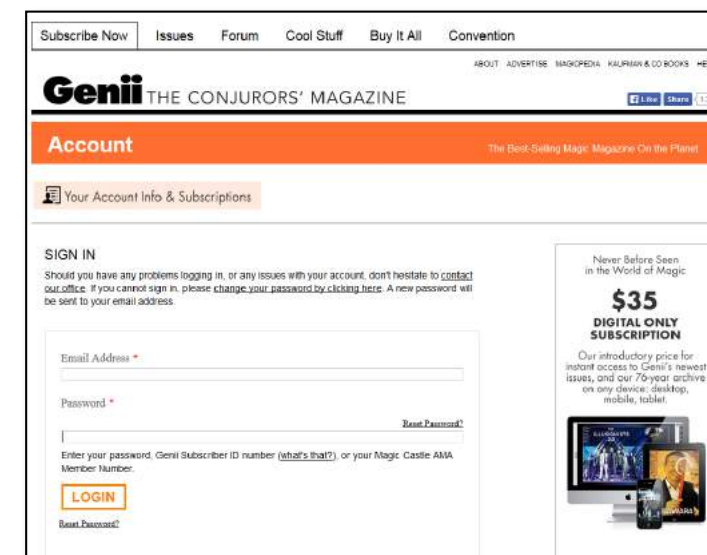 Subscribe Now Issues Forum Cool Stuff Buy It All Convention
ABOUT ADVERTISE MAGICPEDIA KAUFMAN & CO BOOKS
Genii THE CONJURORS' MAGAZINE
Like Share
Account
The Best-Selling Magic Magazine On the Planet
Your Account Info & Subscriptions
SIGN IN
Should you have any problems logging in, or any issues with your account, don't hesitate to contact
our office. If you cannot sign in, please change your password by clicking here. A new password will
be sent to your email address.
Email Address *
Password *
Reset Password?
Enter your password, Genii Subscriber ID number (what's that?), or your Magic Castle AMA
Member Number.
LOGIN
Reset Password?
Never Before Seen
in the World of Magic
$35
DIGITAL ONLY
SUBSCRIPTION
Our introductory price for
instant access to Genii's newest
issues, and our 76-year archive
on any device: desktop,
mobile, tablet.